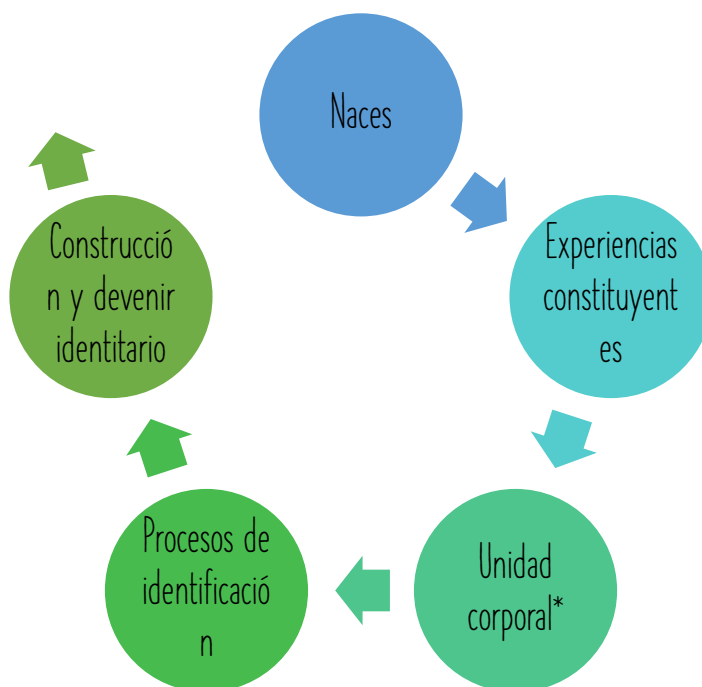 Naces
Experiencias
constituyent
es
Unidad
corporal*
Procesos de
identificació
n
Construcció
n y devenir
identitario